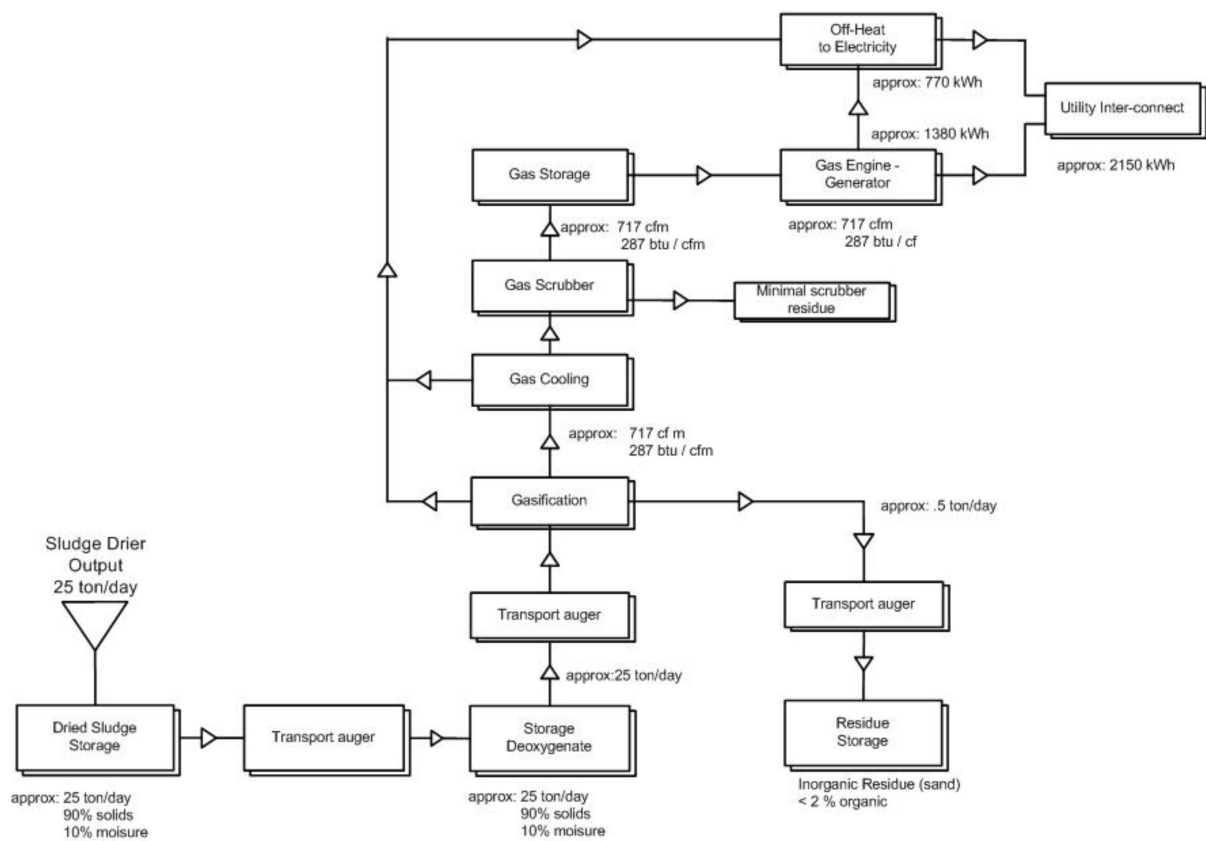 Off-Heat
to Electricity
approx: 770 kWh
Utility Inter-connect
approx: 1380 kWh
approx: 2150 kWh
Gas Storage
Gas Engine -
Generator
approx: 717 cfm
287 btu / cfm
approx: 717 cfm
287 btu / cf
Gas Scrubber
Minimal scrubber
residue
Gas Cooling
approx: 717 cf m
287 btu / cfm
Gasification
approx: .5 ton/day
Sludge Drier
Output
25 ton/day
Transport auger
Transport auger
approx:25 ton/day
Dried Sludge
Storage
Transport auger
Storage
Deoxygenate
Residue
Storage
approx: 25 ton/day
90% solids
10% moisure
approx: 25 ton/day
90% solids
10% moisure
Inorganic Residue (sand)
< 2 % organic